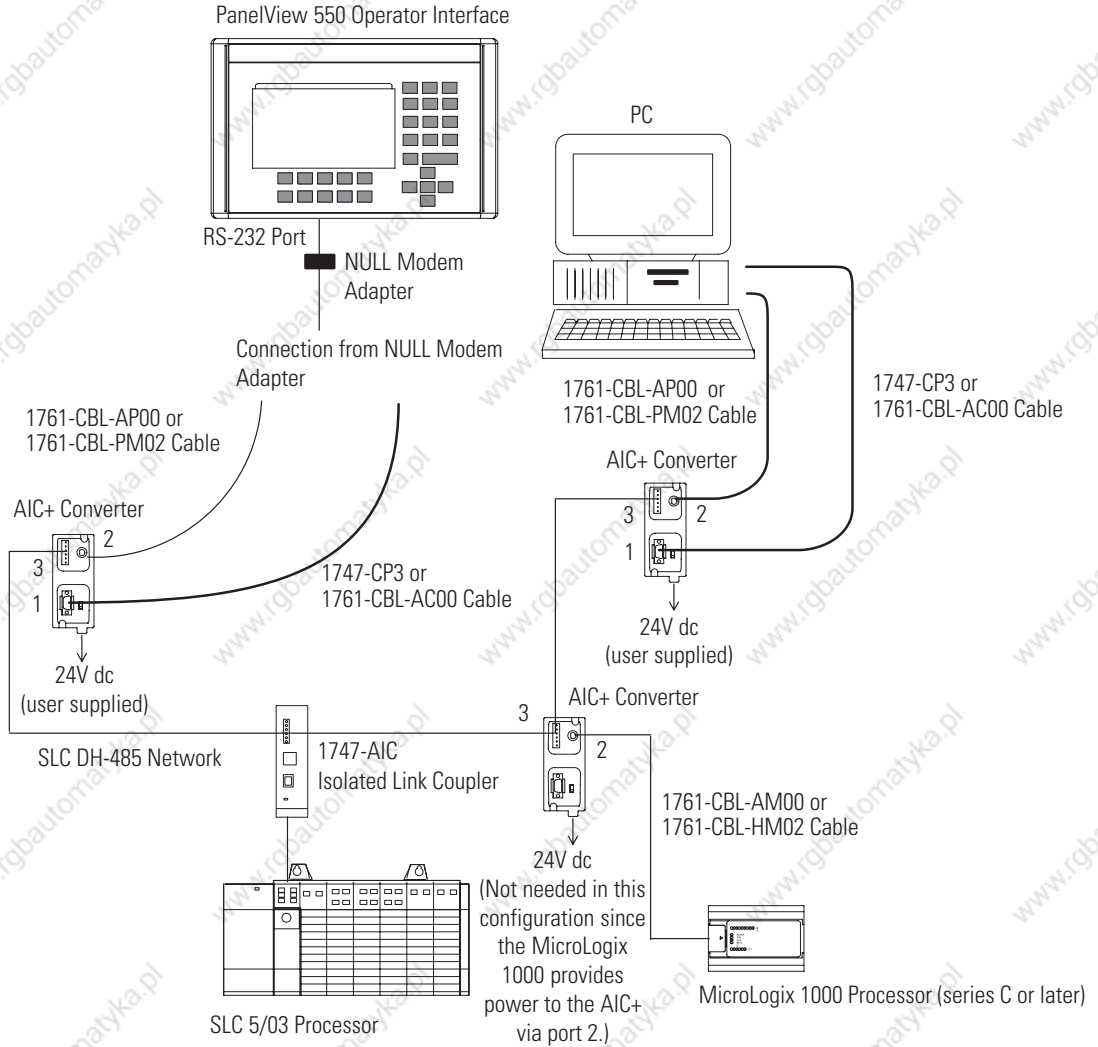 PanelView 550 Operator Interface
PC
RS-232 Port
NULL Modem
Adapter
Connection from NULL Modem
Adapter
1761-CBL-AP00 or
1761-CBL-PM02 Cable
1747-CP3 or
1761-CBL-AC00 Cable
1761-CBL-AP00 or
1761-CBL-PM02 Cable
AIC+ Converter
3
2
1
24V dc
(user supplied)
AIC+ Converter
2
3
1
1747-CP3 or
1761-CBL-AC00 Cable
24V dc
(user supplied)
SLC DH-485 Network
1747-AIC
Isolated Link Coupler
AIC+ Converter
3
2
1761-CBL-AM00 or
1761-CBL-HM02 Cable
24V dc
(Not needed in this
configuration since
the MicroLogix
1000 provides
power to the AIC+
via port 2.)
SLC 5/03 Processor
MicroLogix 1000 Processor (series C or later)
www.rgbautomatyka.pl